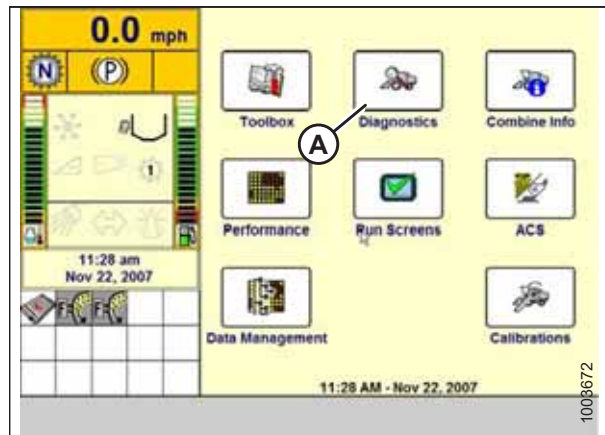 0.0 mph
N
P
1
11:28 am
Nov 22, 2007
F
F
Toolbox
Diagnostics
Combine Info
A
Performance
Run Screens
ACS
Data Management
Calibrations
11:28 AM - Nov 22, 2007
1003672